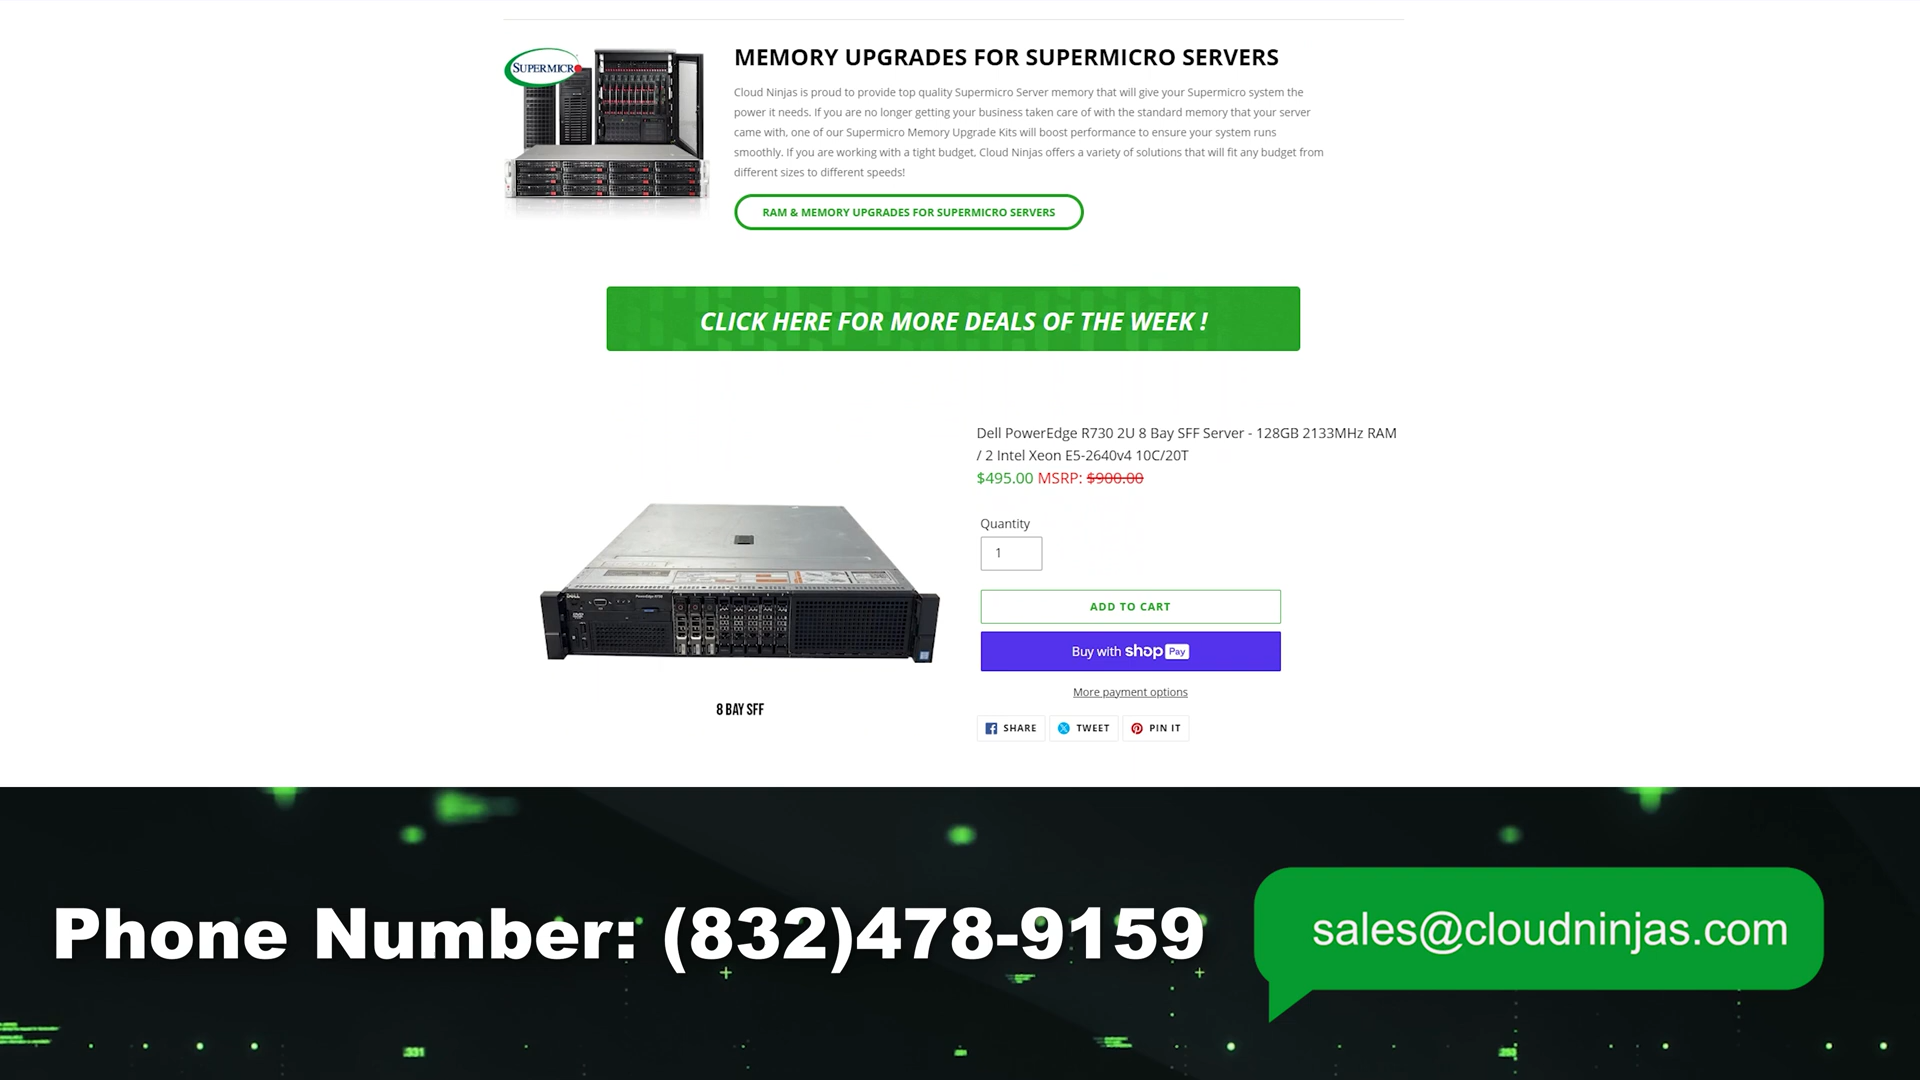 SUPERMICR
MEMORY UPGRADES FOR SUPERMICRO SERVERS
Cloud Ninjas is proud to provide top quality Supermicro Server memory that will give your Supermicro system the
power it needs. If you are no longer getting your business taken care of with the standard memory that your server
came with, one of our Supermicro Memory Upgrade Kits will boost performance to ensure your system runs
smoothly. If you are working with a tight budget, Cloud Ninjas offers a variety of solutions that will fit any budget from
different sizes to different speeds!
RAM & MEMORY UPGRADES FOR SUPERMICRO SERVERS
CLICK HERE FOR MORE DEALS OF THE WEEK !
Dell PowerEdge R730 2U 8 Bay SFF Server - 128GB 2133MHz RAM
/ 2 Intel Xeon E5-2640v4 10C/20T
$495.00 MSRP: $900.00
Quantity
1
ADD TO CART
Buy with shop Pay
More payment options
DELL
PowerEdge R730
8 BAY SFF
SHARE TWEET PIN IT
Phone Number: (832)478-9159
sales@cloudninjas.com
.331